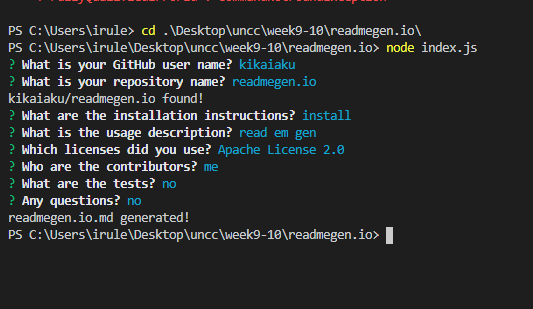 PS C:\Users\irule> cd .\Desktop\uncc\week9-10\readmegen.io\
PS C:\Users\irule\Desktop\uncc\week9-10\readmegen.io> node index.js
? What is your GitHub user name? kikaiaku
? What is your repository name? readmegen.io
kikaiaku/readmegen.io found!
? What are the installation instructions? install
? What is the usage description? read em gen
? Which licenses did you use? Apache License 2.0
? Who are the contributors? me
? What are the tests? no
? Any questions? no
readmegen.io.md generated!
PS C:\Users\irule\Desktop\uncc\week9-10\readmegen.io>